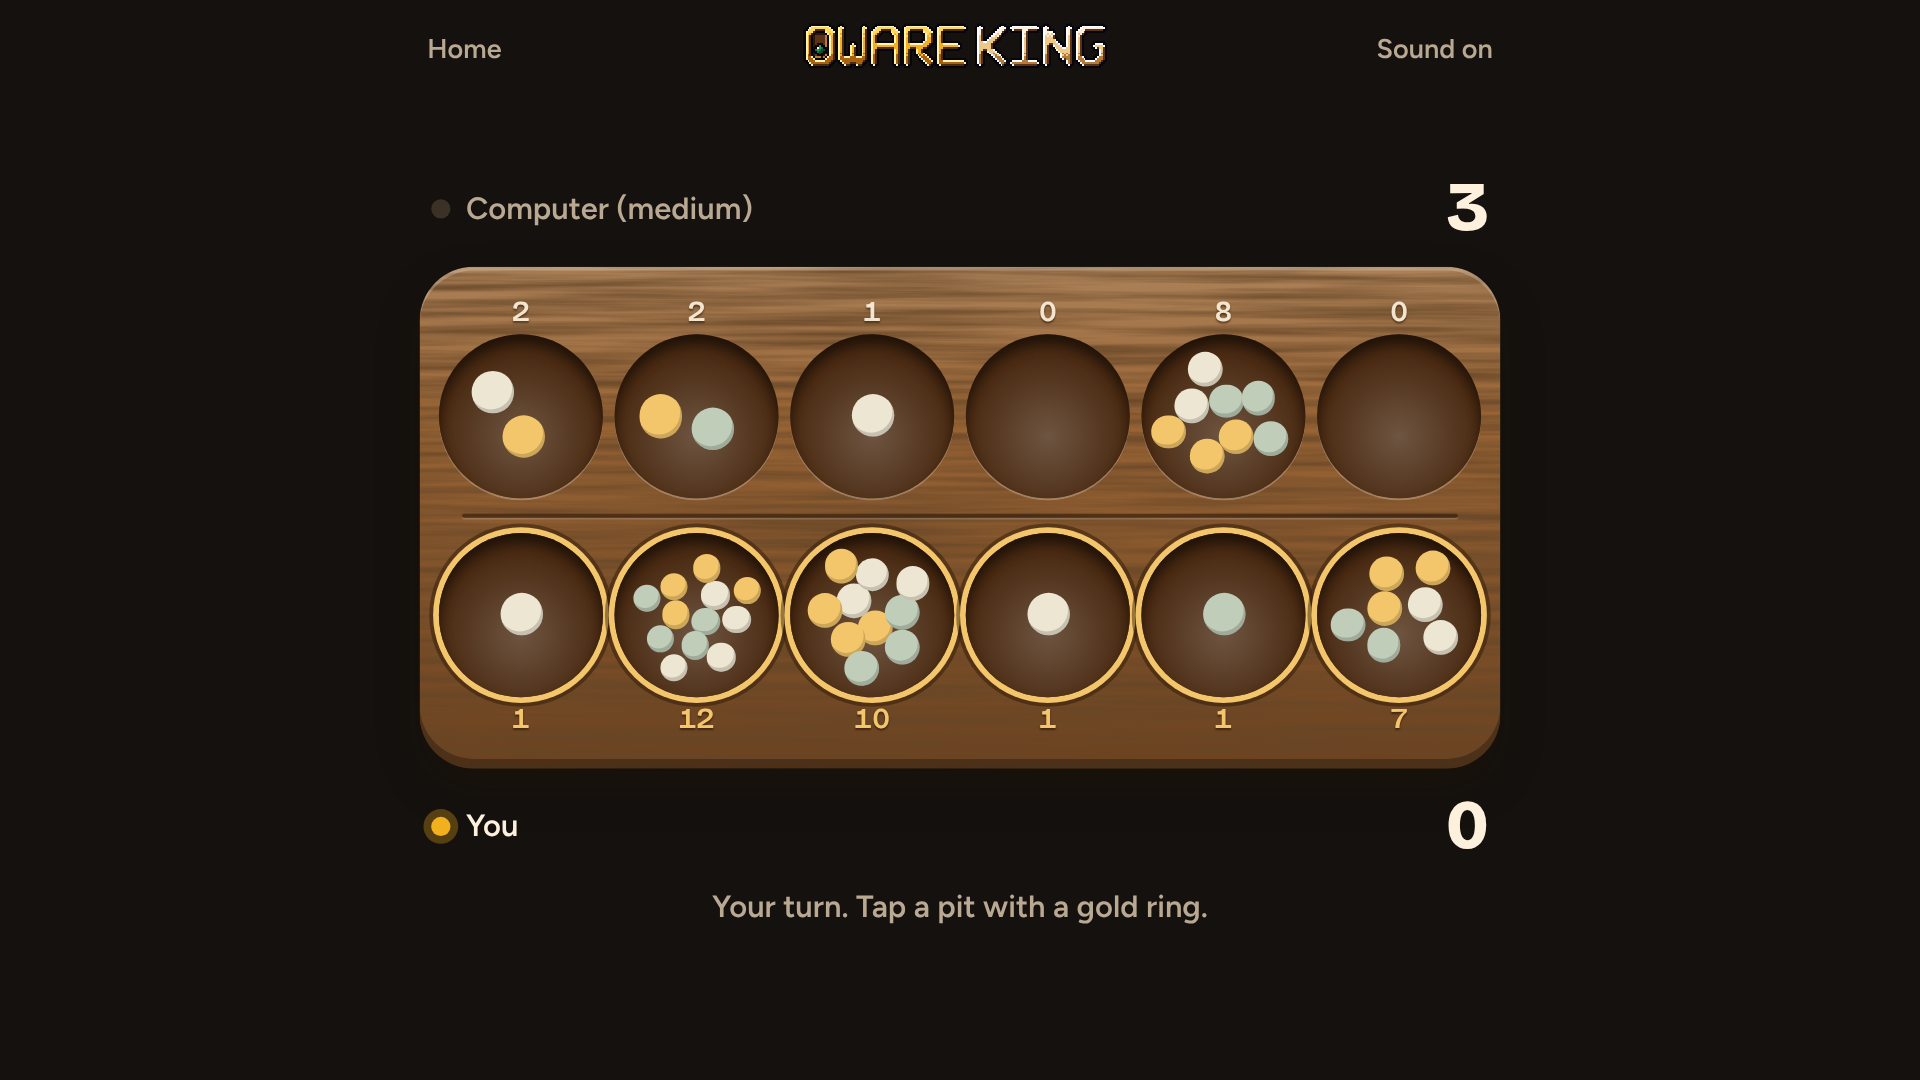 Home
OWARE KING
Sound on
Computer (medium)
3
2 2 1 0 8 0
1 12 10 1 1 7
You
0
Your turn. Tap a pit with a gold ring.